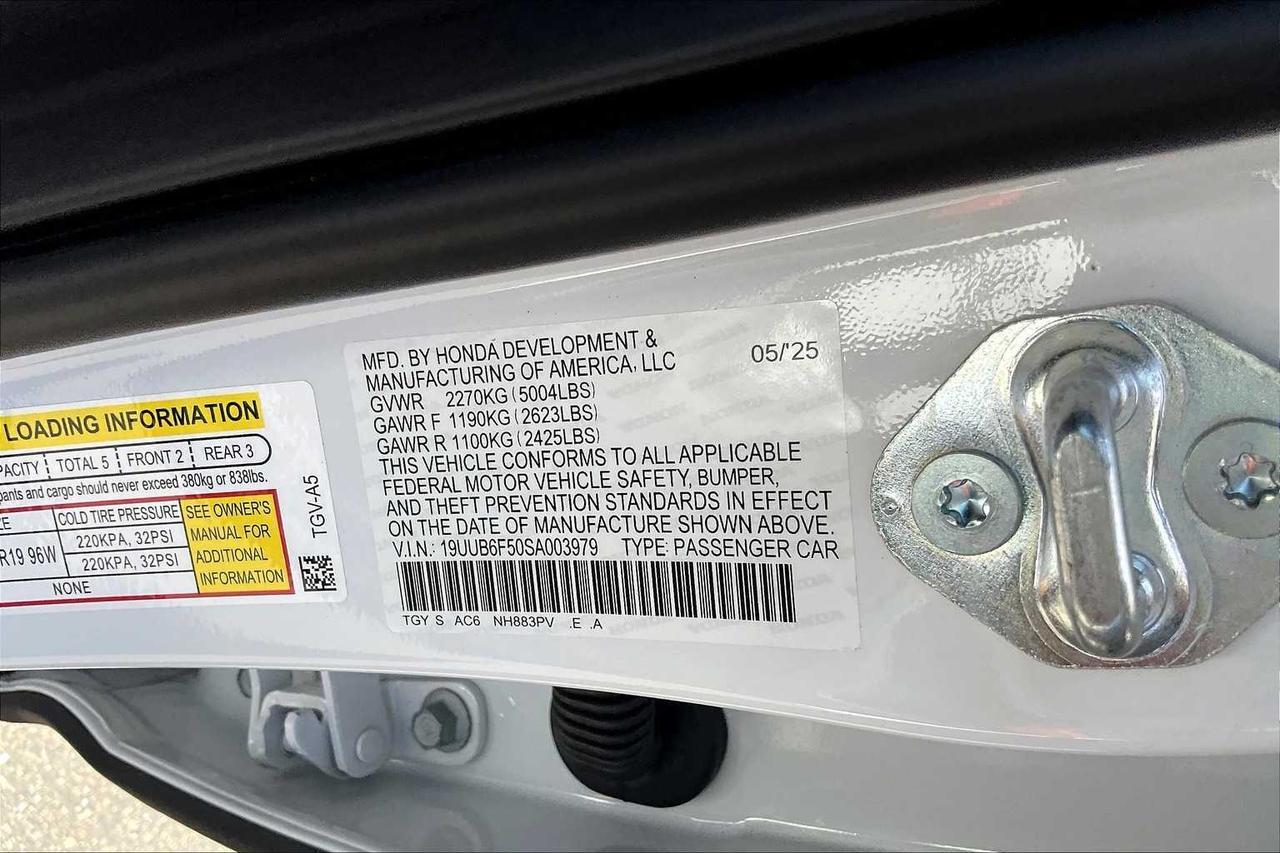 LOADING INFORMATION
TOTAL 5 FRONT 2 REAR 3
and cargo should never exceed 380kg or 838lbs.
COLD TIRE PRESSURE
R19 96W 220KPA, 32PSI
220KPA, 32PSI
NONE
SEE OWNER'S
MANUAL FOR
ADDITIONAL
INFORMATION
TGV-A5
MFD. BY HONDA DEVELOPMENT &
MANUFACTURING OF AMERICA, LLC
05/'25
GVWR 2270KG (5004LBS)
GAWR F 1190KG (2623LBS)
GAWR R 1100KG (2425LBS)
THIS VEHICLE CONFORMS TO ALL APPLICABLE
FEDERAL MOTOR VEHICLE SAFETY, BUMPER,
AND THEFT PREVENTION STANDARDS IN EFFECT
ON THE DATE OF MANUFACTURE SHOWN ABOVE.
V.I.N.: 19UUB6F50SA003979 TYPE: PASSENGER CAR
TGY S AC6 NH883PV .E .A